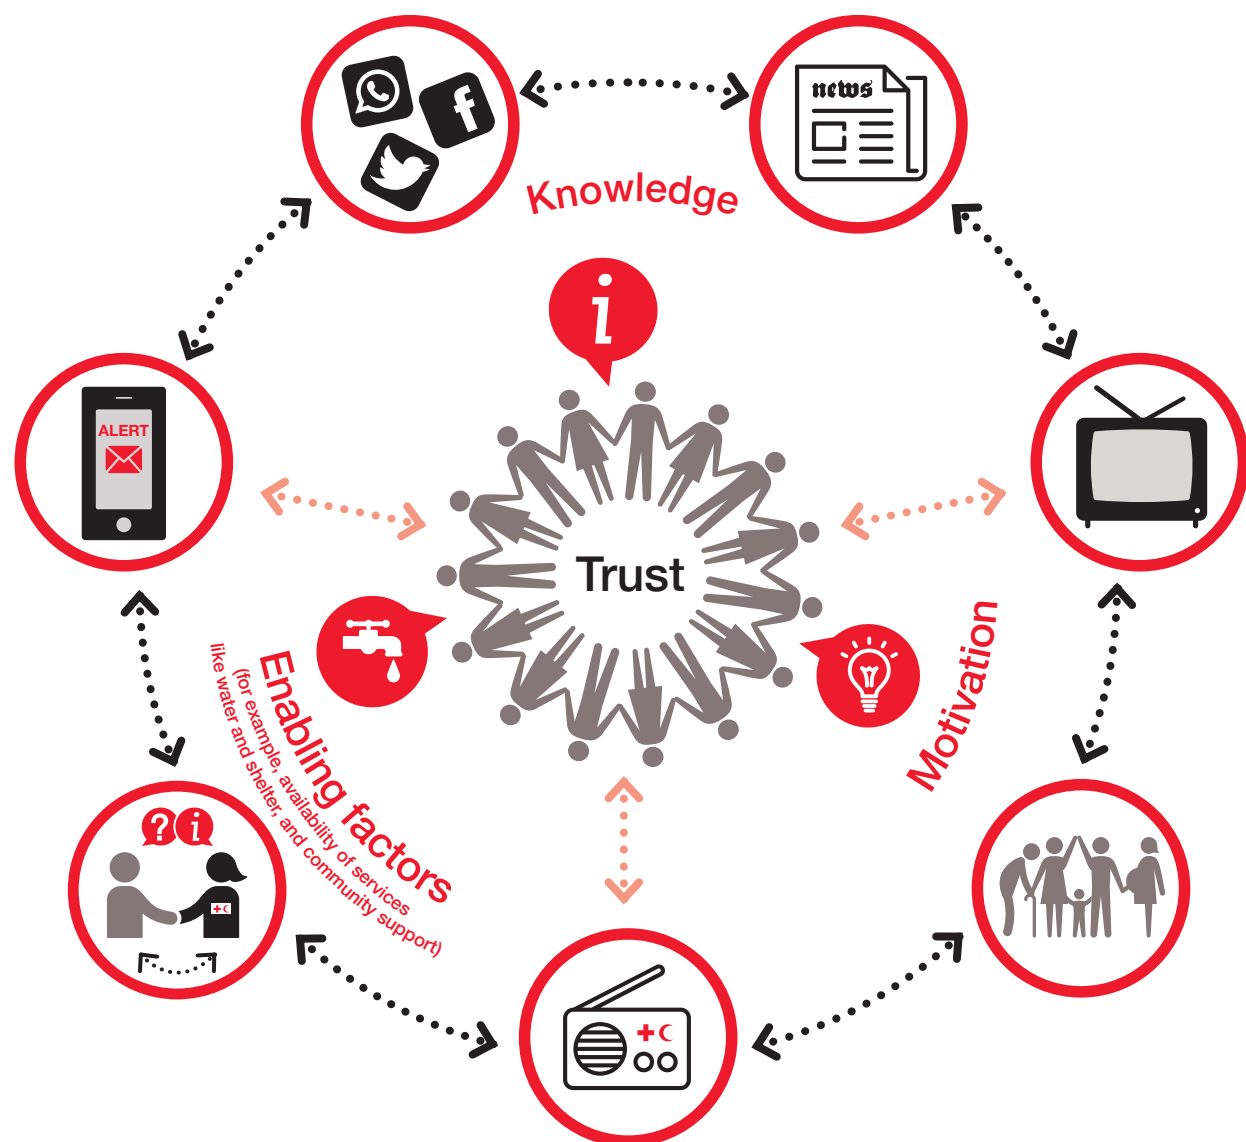 news
Knowledge
i
ALERT
Trust
Motivation
Enabling factors
(for example, availability of services
like water and shelter, and community support)
? i